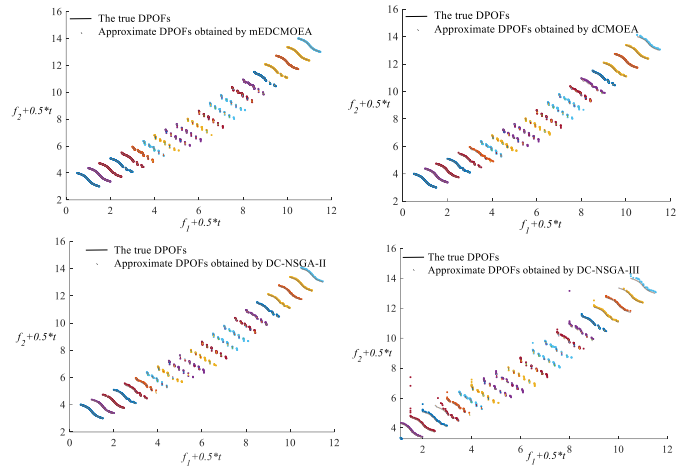 16
The true DPOFs
Approximate DPOFs obtained by mEDCMOEA
14
12
10
f2+0.5*t
8
6
4
2
0 2 4 6 8 10 12
f1+0.5*t
16
The true DPOFs
Approximate DPOFs obtained by dCMOEA
14
12
10
f2+0.5*t
8
6
4
2
0 2 4 6 8 10 12
f1+0.5*t
16
The true DPOFs
Approximate DPOFs obtained by DC-NSGA-II
14
12
10
f2+0.5*t
8
6
4
2
0 2 4 6 8 10 12
f1+0.5*t
16
The true DPOFs
Approximate DPOFs obtained by DC-NSGA-III
14
12
10
f2+0.5*t
8
6
4
2 4 6 8 10
f1+0.5*t